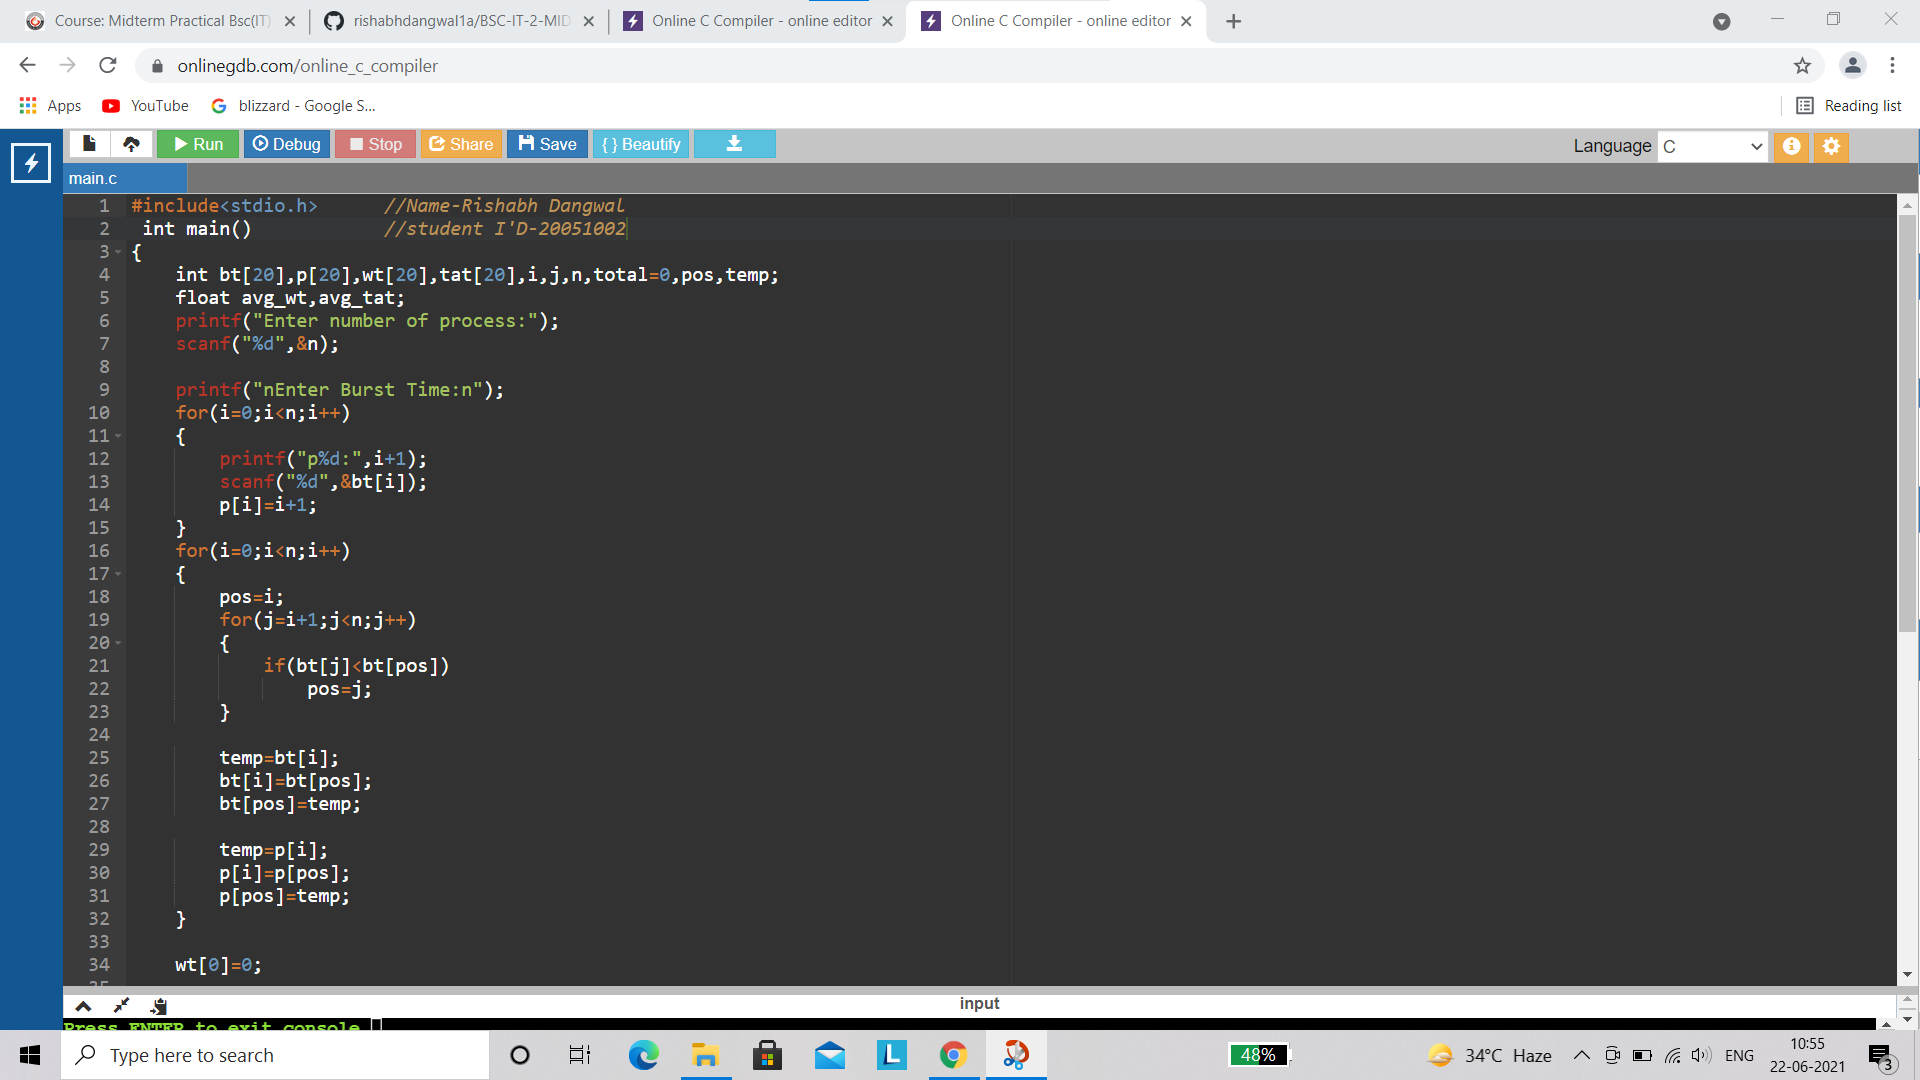 Course: Midterm Practical Bsc(IT)
rishabhdangwal1a/BSC-IT-2-MID
Online C Compiler - online editor
Online C Compiler - online editor
onlinegdb.com/online_c_compiler
Apps
YouTube
blizzard - Google S...
Reading list
Run
Debug
Stop
Share
Save
{ } Beautify
Language C
main.c
1 #include<stdio.h> //Name-Rishabh Dangwal
2 int main() //student I'D-20051002
3 {
4 int bt[20],p[20],wt[20],tat[20],i,j,n,total=0,pos,temp;
5 float avg_wt,avg_tat;
6 printf("Enter number of process:");
7 scanf("%d",&n);
8
9 printf("nEnter Burst Time:n");
10 for(i=0;i<n;i++)
11 {
12 printf("p%d:",i+1);
13 scanf("%d",&bt[i]);
14 p[i]=i+1;
15 }
16 for(i=0;i<n;i++)
17 {
18 pos=i;
19 for(j=i+1;j<n;j++)
20 {
21 if(bt[j]<bt[pos])
22 pos=j;
23 }
24
25 temp=bt[i];
26 bt[i]=bt[pos];
27 bt[pos]=temp;
28
29 temp=p[i];
30 p[i]=p[pos];
31 p[pos]=temp;
32 }
33
34 wt[0]=0;
35
input
Press ENTER to exit console
Type here to search
L
48%
34°C Haze
ENG
10:55
22-06-2021
3